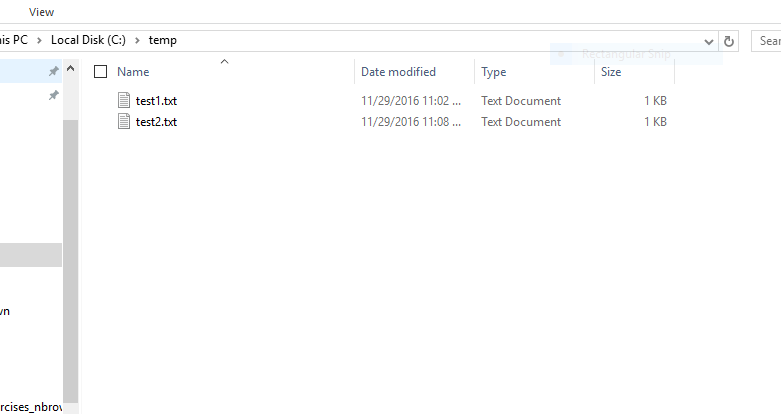 View
his PC > Local Disk (C:) > temp
Sear
Rectangular Snip
Name Date modified Type Size
test1.txt 11/29/2016 11:02 ... Text Document 1 KB
test2.txt 11/29/2016 11:08 ... Text Document 1 KB
vn
rcises_nbrov